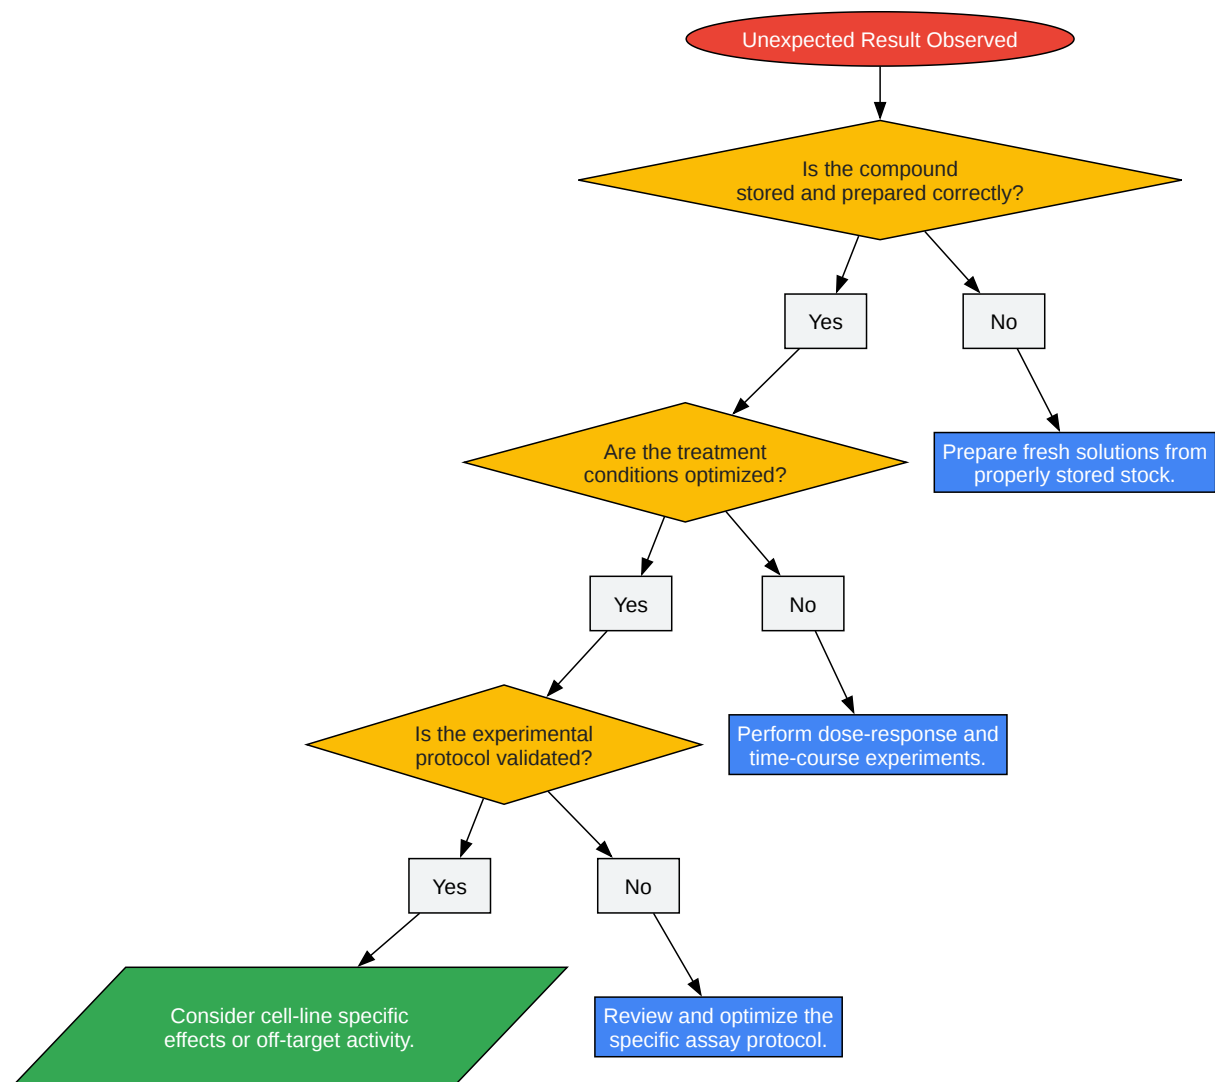 Unexpected Result Observed
Is the compound
stored and prepared correctly?
Yes
No
Are the treatment
conditions optimized?
Prepare fresh solutions from
properly stored stock.
Yes
No
Is the experimental
protocol validated?
Perform dose-response and
time-course experiments.
Yes
No
Consider cell-line specific
effects or off-target activity.
Review and optimize the
specific assay protocol.